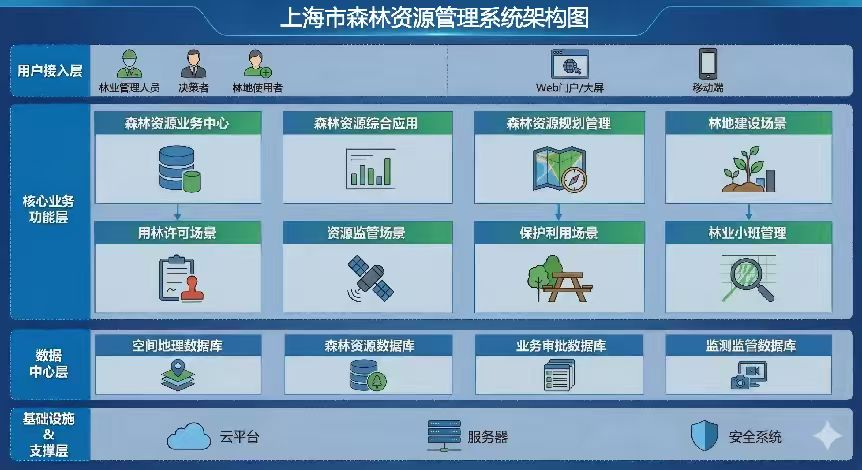 上海市森林资源管理系统架构图
用户接入层
林业管理人员
决策者
林地使用者
Web门户/大屏
移动端
核心业务
功能层
森林资源业务中心
森林资源综合应用
森林资源规划管理
林地建设场景
用林许可场景
资源监管场景
保护利用场景
林业小班管理
数据
中心层
空间地理数据库
森林资源数据库
业务审批数据库
监测监管数据库
基础设施
&
支撑层
云平台
服务器
安全系统